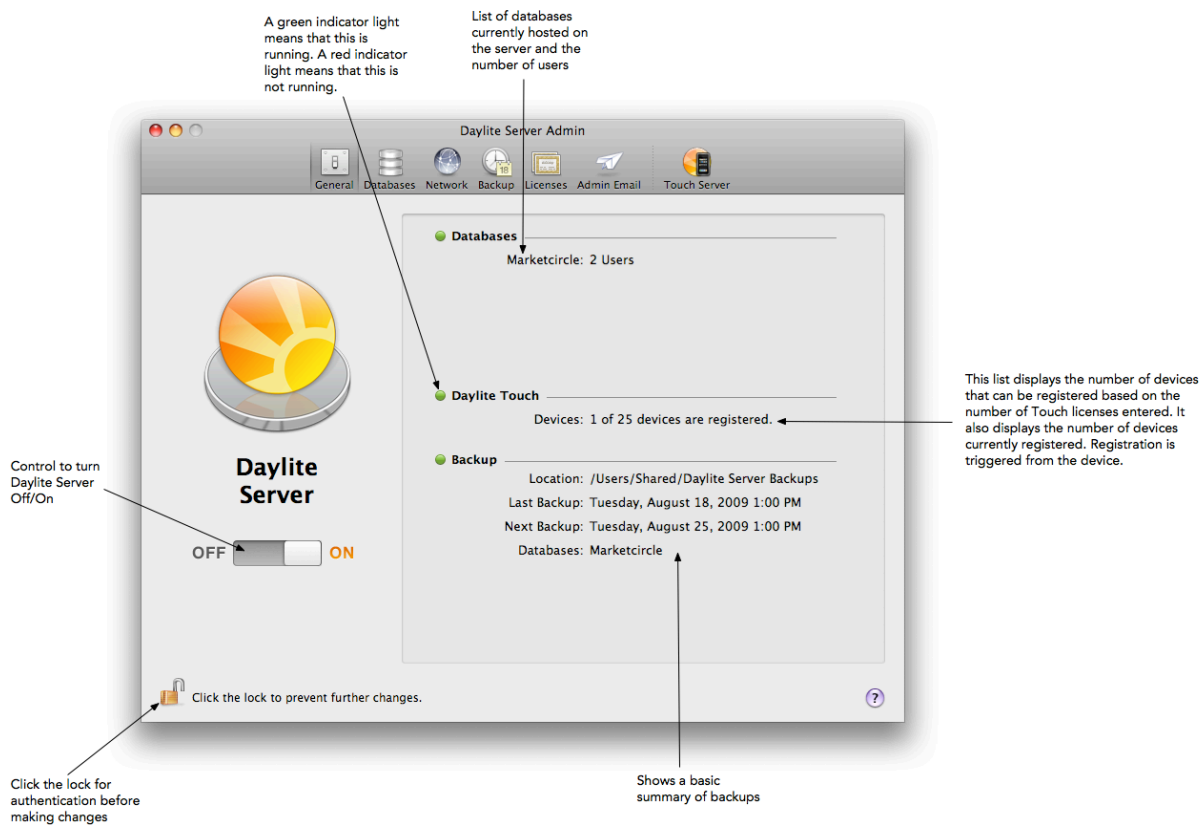 A green indicator light
means that this is
running. A red indicator
light means that this is
not running.
List of databases
currently hosted on
the server and the
number of users
Daylite Server Admin
General Databases Network Backup Licenses Admin Email Touch Server
18
Databases
Marketcircle: 2 Users
Daylite Touch
Devices: 1 of 25 devices are registered.
Backup
Location: /Users/Shared/Daylite Server Backups
Last Backup: Tuesday, August 18, 2009 1:00 PM
Next Backup: Tuesday, August 25, 2009 1:00 PM
Databases: Marketcircle
Daylite
Server
OFF ON
Click the lock to prevent further changes.
?
This list displays the number of devices
that can be registered based on the
number of Touch licenses entered. It
also displays the number of devices
currently registered. Registration is
triggered from the device.
Control to turn
Daylite Server
Off/On
Click the lock for
authentication before
making changes
Shows a basic
summary of backups